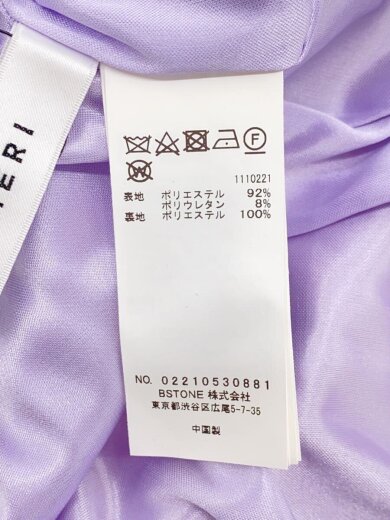 ERI
F
W
1110221
表地 ポリエステル 92%
ポリウレタン 8%
裏地 ポリエステル 100%
NO. 02210530881
BSTONE 株式会社
東京都渋谷区広尾5-7-35
中国製